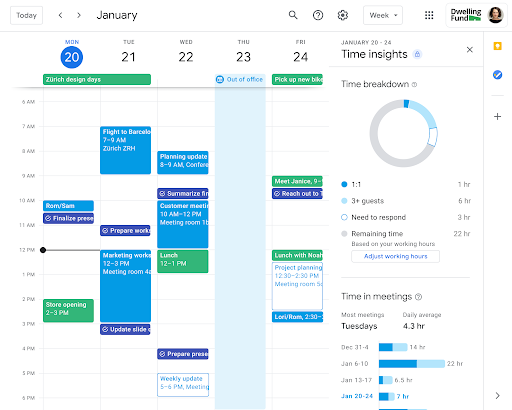 Today
January
Week
Dwelling
Fund
MON
20
TUE
21
WED
22
THU
23
FRI
24
Zürich design days
Out of office
Pick up new bike
6 AM
7 AM
8 AM
9 AM
10 AM
11 AM
12 PM
1 PM
2 PM
3 PM
4 PM
5 PM
6 PM
Rom/Sam
Finalize prese
Store opening
2–3 PM
Flight to Barcelo
7–9 AM
Zürich ZRH
Prepare works
Marketing works
12–3 PM
Meeting room 4a
Update slide d
Planning update
8–9 AM, Confere
Summarize fin
Customer meeti
10 AM–12 PM
Meeting room 1b
Lunch
12–1 PM
Prepare prese
Weekly update
5–6 PM, Meeting
Meet Janice, 9–
Reach out to T
Lunch with Noah
Project planning
12:30–2:30 PM
Meeting room 5
Lori/Rom, 2:30–
JANUARY 20 - 24
Time insights
Time breakdown
1:1 1 hr
3+ guests 6 hr
Need to respond 3 hr
Remaining time 22 hr
Based on your working hours
Adjust working hours
Time in meetings
Most meetings
Tuesdays
Daily average
4.3 hr
Dec 31-4 14 hr
Jan 6-10 22 hr
Jan 13-17 6.5 hr
Jan 20-24 7 hr